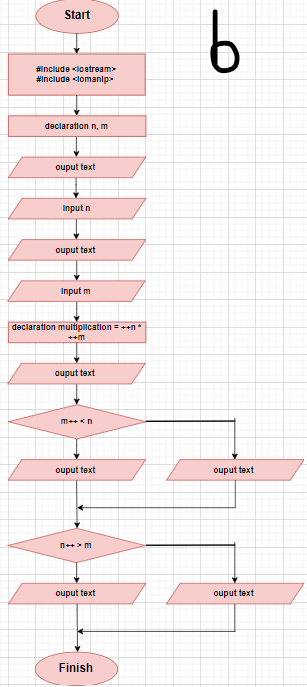 Start
b
#include <iostream>
#include <iomanip>
declaration n, m
ouput text
Input n
ouput text
Input m
declaration multiplication = ++n *
++m
ouput text
m++ < n
ouput text
ouput text
n++ > m
ouput text
ouput text
Finish